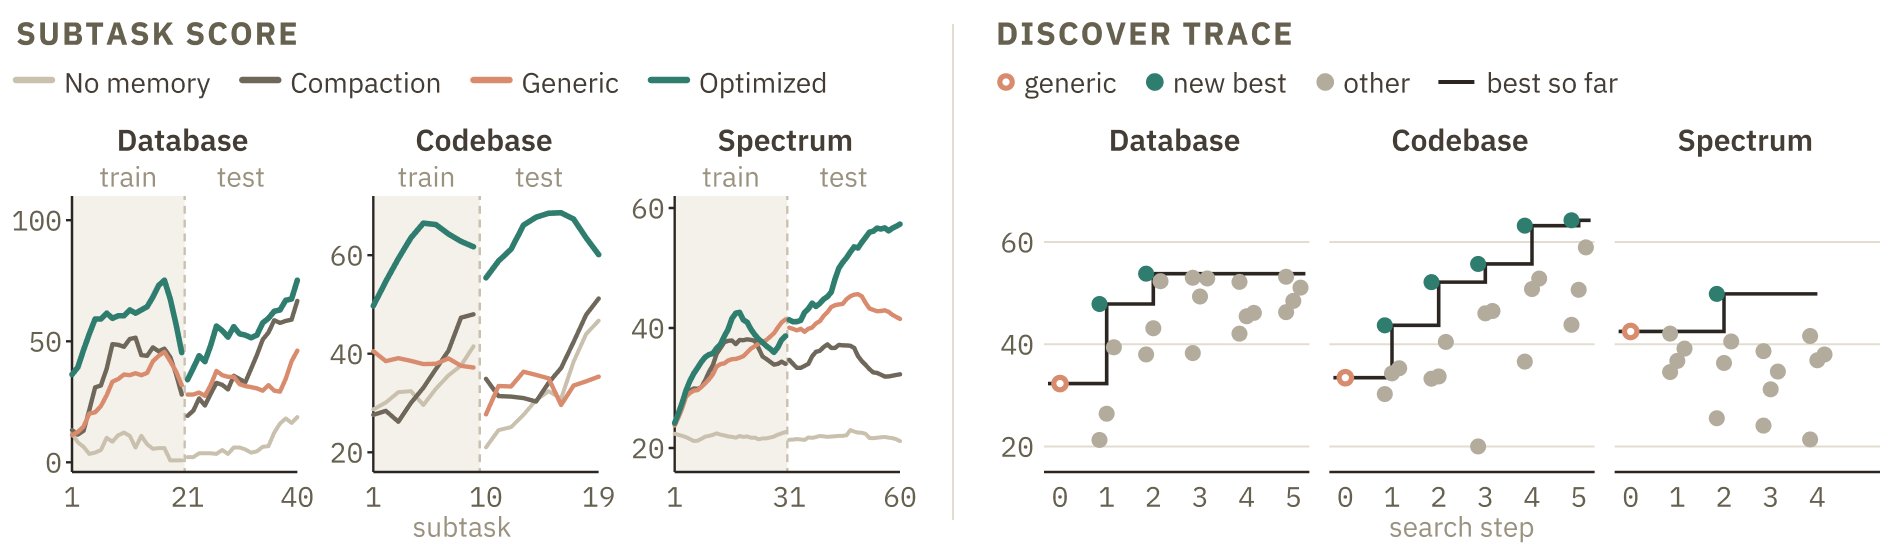 SUBTASK SCORE
No memory Compaction Generic Optimized
Database Codebase Spectrum
train test train test train test
100
50
0
1 21 40
60
40
20
1 10 19
60
40
20
1 31 60
subtask
DISCOVER TRACE
generic new best other best so far
Database Codebase Spectrum
60
40
20
0 1 2 3 4 5 0 1 2 3 4 5 0 1 2 3 4
search step